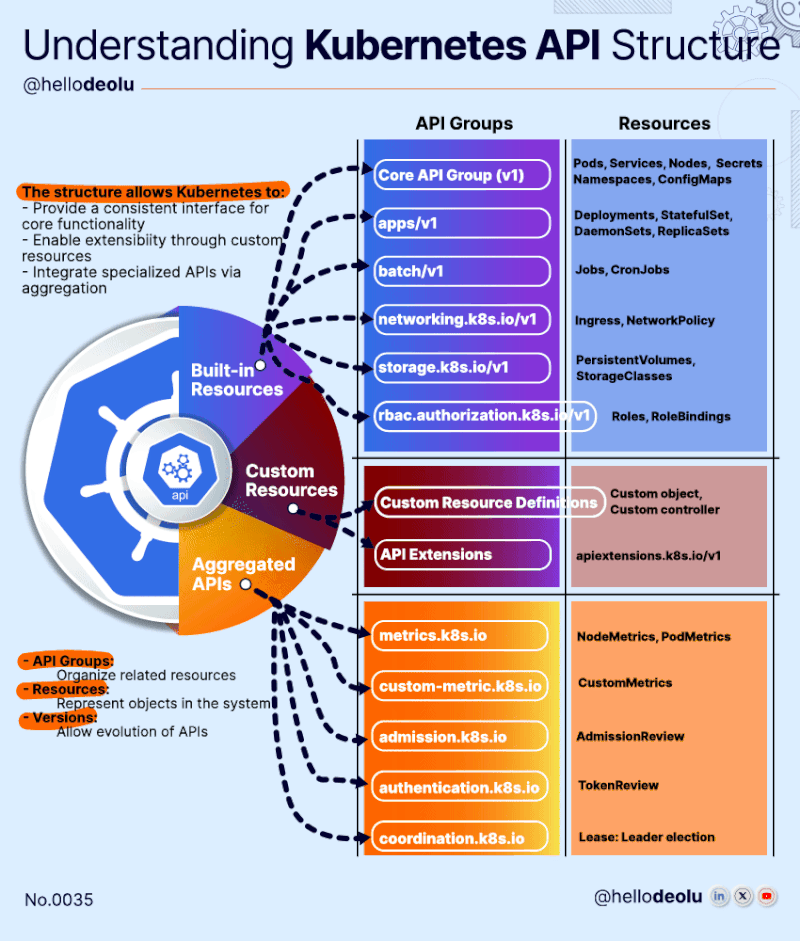 Understanding Kubernetes API Structure
@hellodeolu
API Groups
Resources
The structure allows Kubernetes to:
- Provide a consistent interface for
core functionality
- Enable extensibiity through custom
resources
- Integrate specialized APIs via
aggregation
Core API Group (v1)
Pods, Services, Nodes, Secrets
Namespaces, ConfigMaps
apps/v1
Deployments, StatefulSet,
DaemonSets, ReplicaSets
batch/v1
Jobs, CronJobs
networking.k8s.io/v1
Ingress, NetworkPolicy
storage.k8s.io/v1
PersistentVolumes,
StorageClasses
rbac.authorization.k8s.io/v1
Roles, RoleBindings
Built-in
Resources
Custom
Resources
api
Aggregated
APIs
Custom Resource Definitions
Custom object,
Custom controller
API Extensions
apiextensions.k8s.io/v1
metrics.k8s.io
NodeMetrics, PodMetrics
custom-metric.k8s.io
CustomMetrics
admission.k8s.io
AdmissionReview
authentication.k8s.io
TokenReview
coordination.k8s.io
Lease: Leader election
- API Groups:
Organize related resources
- Resources:
Represent objects in the system
- Versions:
Allow evolution of APIs
No.0035
@hellodeolu
in
X